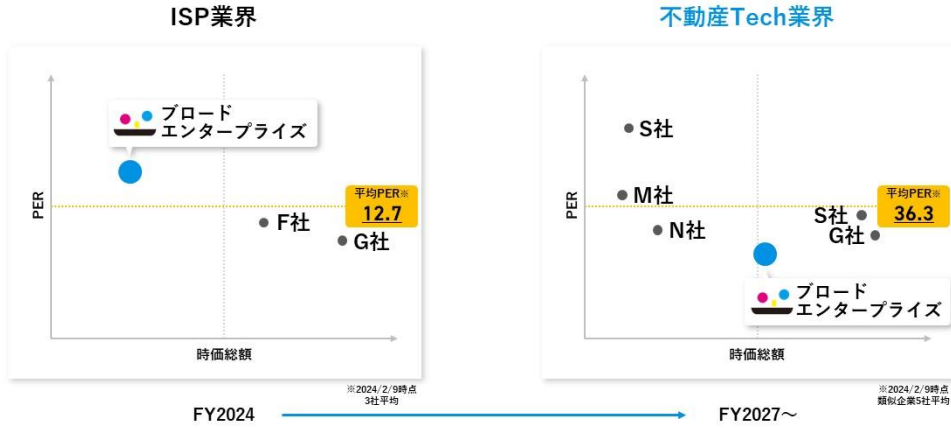 ISP業界
PER
ブロード
エンタープライズ
平均PER※
12.7
F社
G社
時価総額
※2024/2/9時点
3社平均
不動産Tech業界
PER
S社
M社
N社
平均PER※
36.3
S社
G社
ブロード
エンタープライズ
時価総額
※2024/2/9時点
類似企業5社平均
FY2024
FY2027～